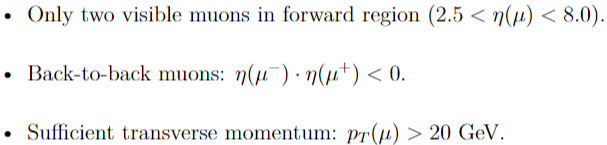 • Only two visible muons in forward region (2.5 < η(μ) < 8.0).
• Back-to-back muons: η(μ⁻) · η(μ⁺) < 0.
• Sufficient transverse momentum: p_T(μ) > 20 GeV.